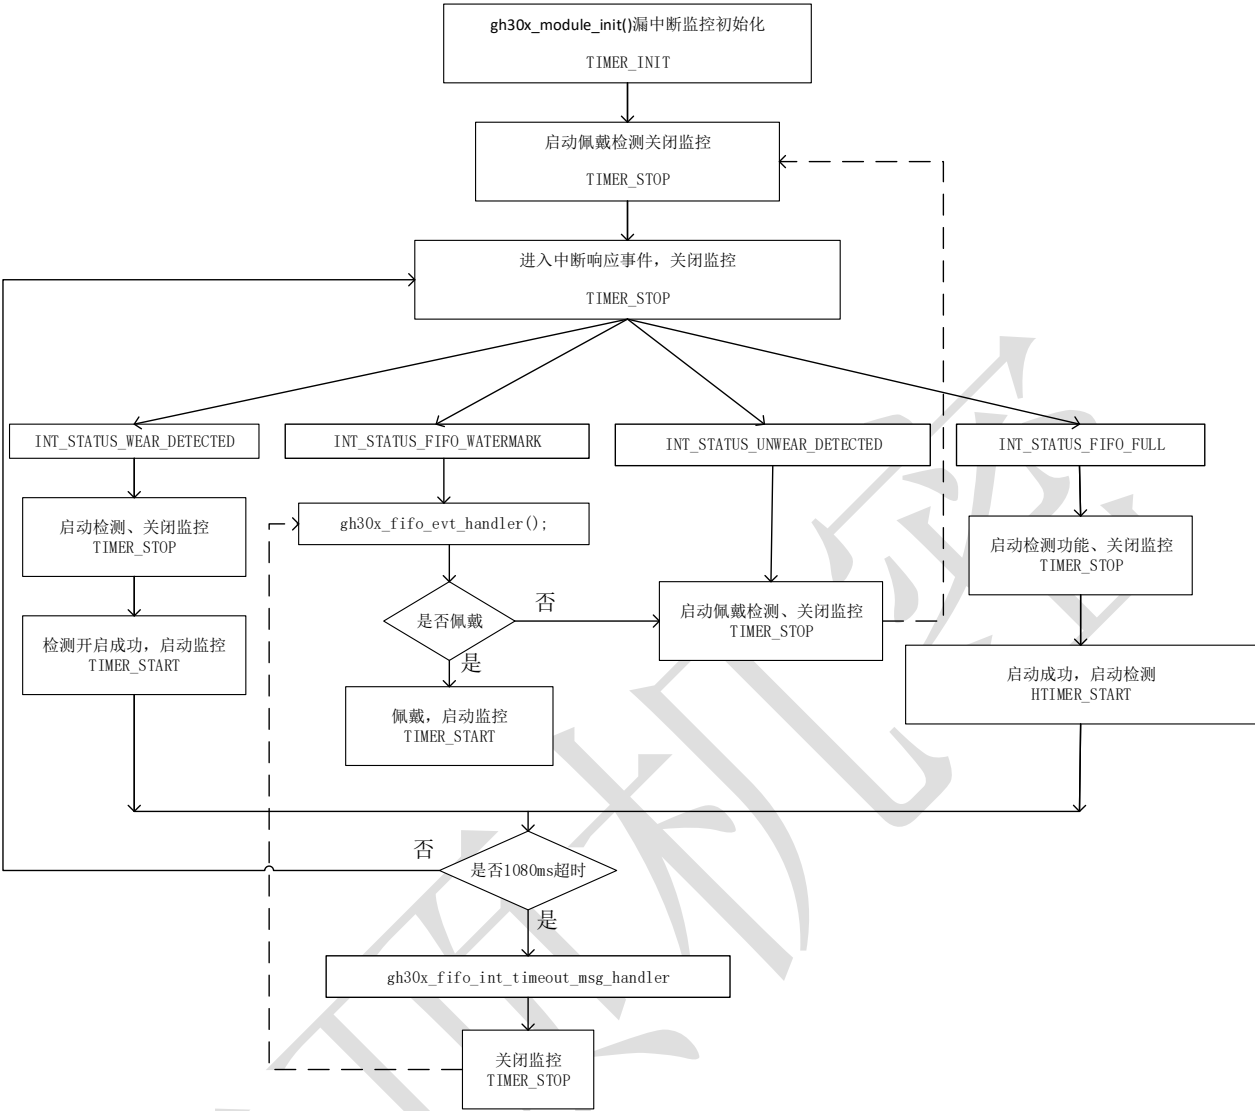 gh30x_module_init()漏中断监控初始化
TIMER_INIT
启动佩戴检测关闭监控
TIMER_STOP
进入中断响应事件，关闭监控
TIMER_STOP
INT_STATUS_WEAR_DETECTED
INT_STATUS_FIFO_WATERMARK
INT_STATUS_UNWEAR_DETECTED
INT_STATUS_FIFO_FULL
启动检测、关闭监控
TIMER_STOP
gh30x_fifo_evt_handler();
启动检测功能、关闭监控
TIMER_STOP
检测开启成功，启动监控
TIMER_START
是否佩戴
否
是
启动佩戴检测、关闭监控
TIMER_STOP
启动成功，启动检测
HTIMER_START
佩戴，启动监控
TIMER_START
否
是否1080ms超时
是
gh30x_fifo_int_timeout_msg_handler
关闭监控
TIMER_STOP
机密